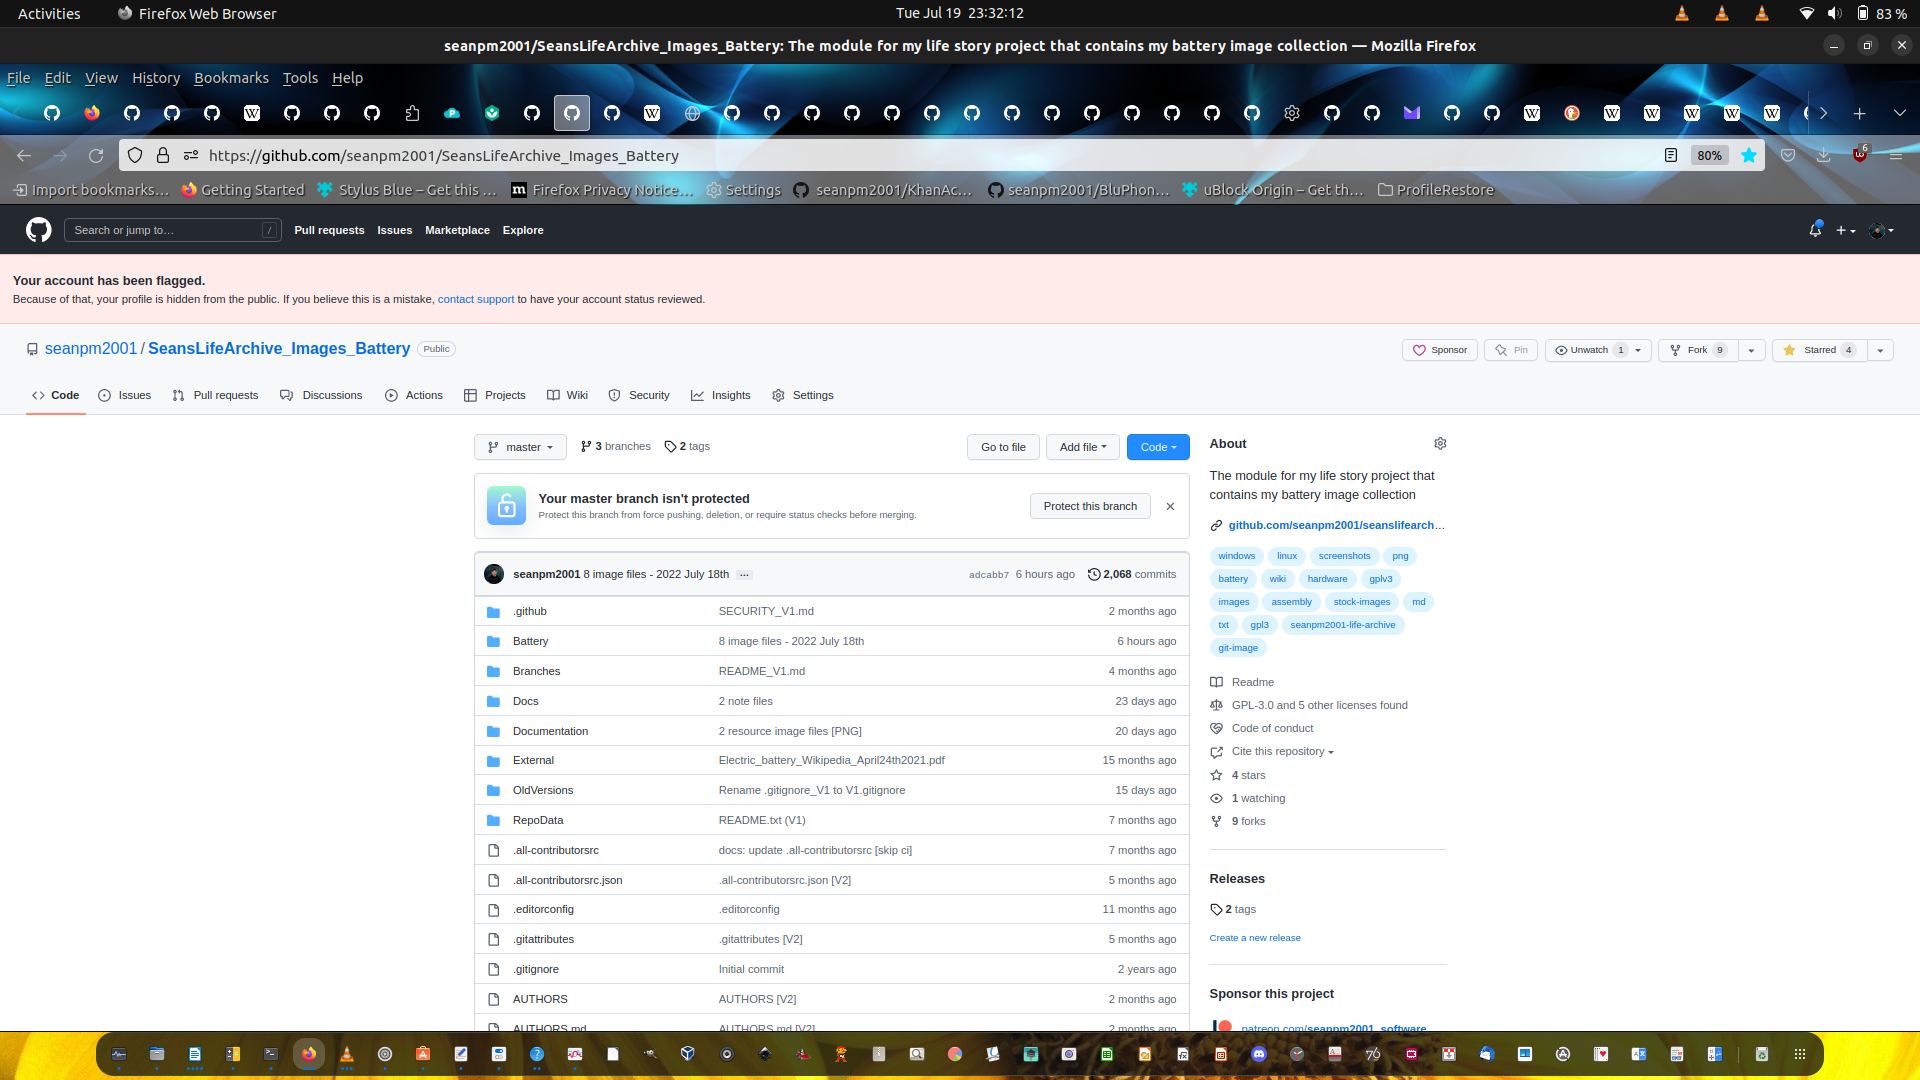 Activities
Firefox Web Browser
Tue Jul 19  23:32:12
83 %
seanpm2001/SeansLifeArchive_Images_Battery: The module for my life story project that contains my battery image collection — Mozilla Firefox
File Edit View History Bookmarks Tools Help
https://github.com/seanpm2001/SeansLifeArchive_Images_Battery
80%
6
Import bookmarks…
Getting Started
Stylus Blue – Get this …
Firefox Privacy Notice…
Settings
seanpm2001/KhanAc…
seanpm2001/BluPhon…
uBlock Origin – Get th…
ProfileRestore
Search or jump to…
/
Pull requests Issues Marketplace Explore
Your account has been flagged.
Because of that, your profile is hidden from the public. If you believe this is a mistake, contact support to have your account status reviewed.
seanpm2001 / SeansLifeArchive_Images_Battery Public
Sponsor
Pin
Unwatch 1
Fork 9
Starred 4
Code
Issues
Pull requests
Discussions
Actions
Projects
Wiki
Security
Insights
Settings
master
3 branches
2 tags
Go to file
Add file
Code
Your master branch isn't protected
Protect this branch from force pushing, deletion, or require status checks before merging.
Protect this branch
seanpm2001 8 image files - 2022 July 18th …
adcabb7 6 hours ago
2,068 commits
.github SECURITY_V1.md 2 months ago
Battery 8 image files - 2022 July 18th 6 hours ago
Branches README_V1.md 4 months ago
Docs 2 note files 23 days ago
Documentation 2 resource image files [PNG] 20 days ago
External Electric_battery_Wikipedia_April24th2021.pdf 15 months ago
OldVersions Rename .gitignore_V1 to V1.gitignore 15 days ago
RepoData README.txt (V1) 7 months ago
.all-contributorsrc docs: update .all-contributorsrc [skip ci] 7 months ago
.all-contributorsrc.json .all-contributorsrc.json [V2] 5 months ago
.editorconfig .editorconfig 11 months ago
.gitattributes .gitattributes [V2] 5 months ago
.gitignore Initial commit 2 years ago
AUTHORS AUTHORS [V2] 2 months ago
AUTHORS.md AUTHORS.md [V2] 2 months ago
About
The module for my life story project that
contains my battery image collection
github.com/seanpm2001/seanslifearch…
windows linux screenshots png
battery wiki hardware gplv3
images assembly stock-images md
txt gpl3 seanpm2001-life-archive
git-image
Readme
GPL-3.0 and 5 other licenses found
Code of conduct
Cite this repository
4 stars
1 watching
9 forks
Releases
2 tags
Create a new release
Sponsor this project
patreon.com/seanpm2001_software